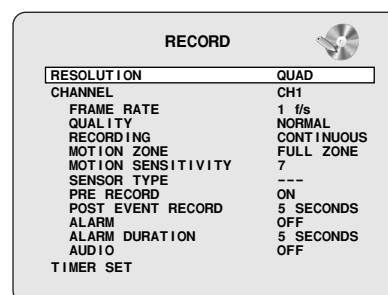 RECORD
RESOLUTION QUAD
CHANNEL CH1
FRAME RATE 1 f/s
QUALITY NORMAL
RECORDING CONTINUOUS
MOTION ZONE FULL ZONE
MOTION SENSITIVITY 7
SENSOR TYPE ---
PRE RECORD ON
POST EVENT RECORD 5 SECONDS
ALARM OFF
ALARM DURATION 5 SECONDS
AUDIO OFF
TIMER SET